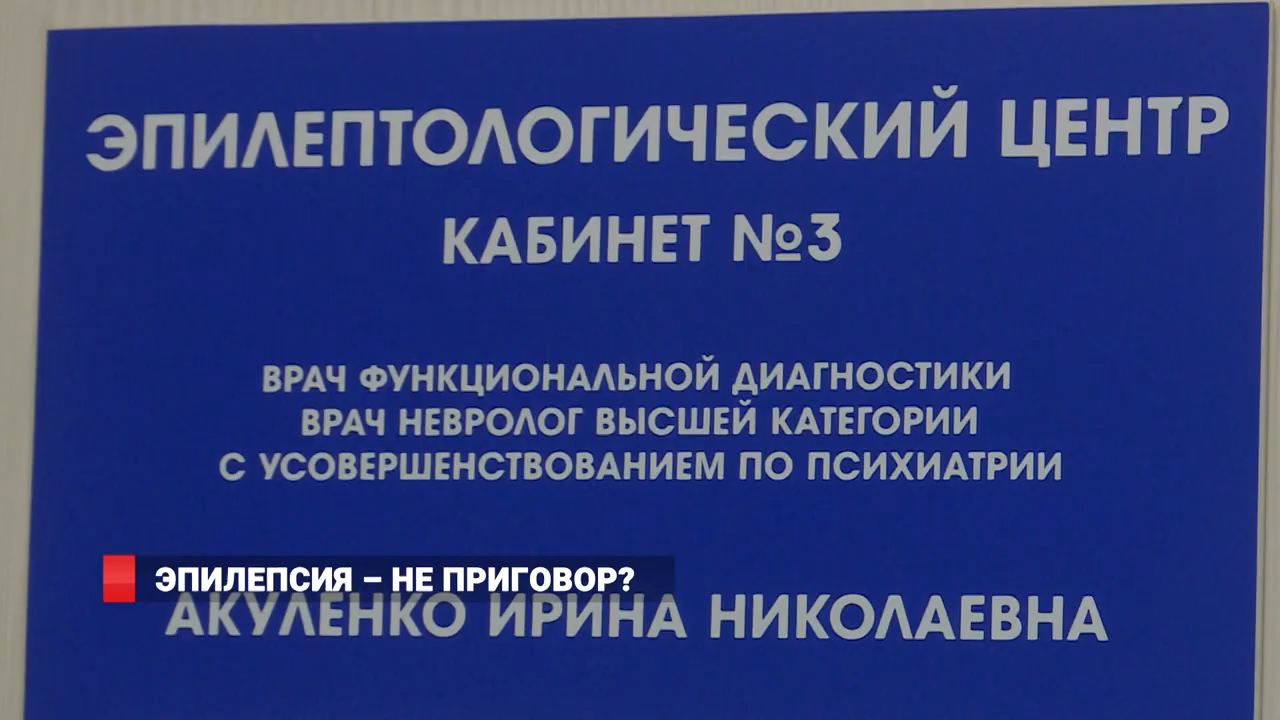 ЭПИЛЕПТОЛОГИЧЕСКИЙ ЦЕНТР
КАБИНЕТ №3
ВРАЧ ФУНКЦИОНАЛЬНОЙ ДИАГНОСТИКИ
ВРАЧ НЕВРОЛОГ ВЫСШЕЙ КАТЕГОРИИ
С УСОВЕРШЕНСТВОВАНИЕМ ПО ПСИХИАТРИИ
ЭПИЛЕПСИЯ – НЕ ПРИГОВОР?
АКУЛЕНКО ИРИНА НИКОЛАЕВНА